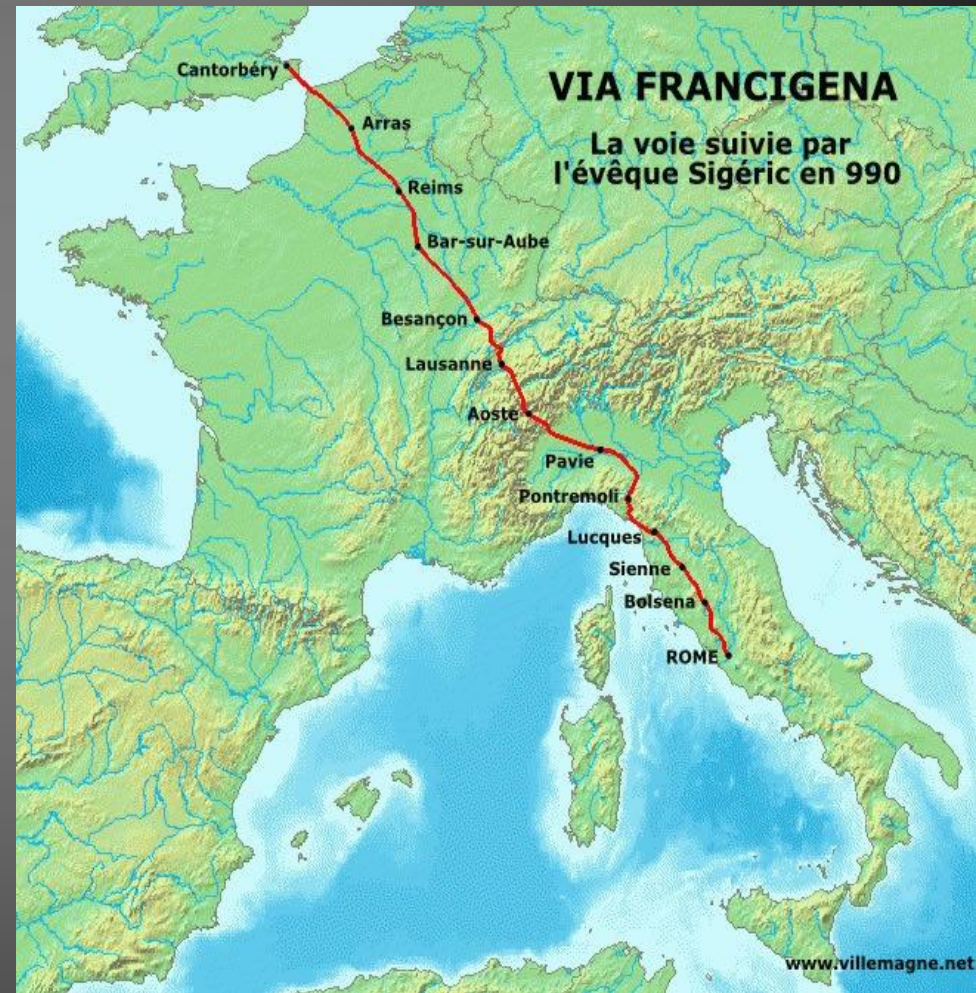 VIA FRANCIGENA
La voie suivie par
l'évêque Sigéric en 990
Cantorbéry
Arras
Reims
Bar-sur-Aube
Besançon
Lausanne
Aoste
Pavie
Pontremoli
Lucques
Sienne
Bolsena
ROME
www.villemagne.net